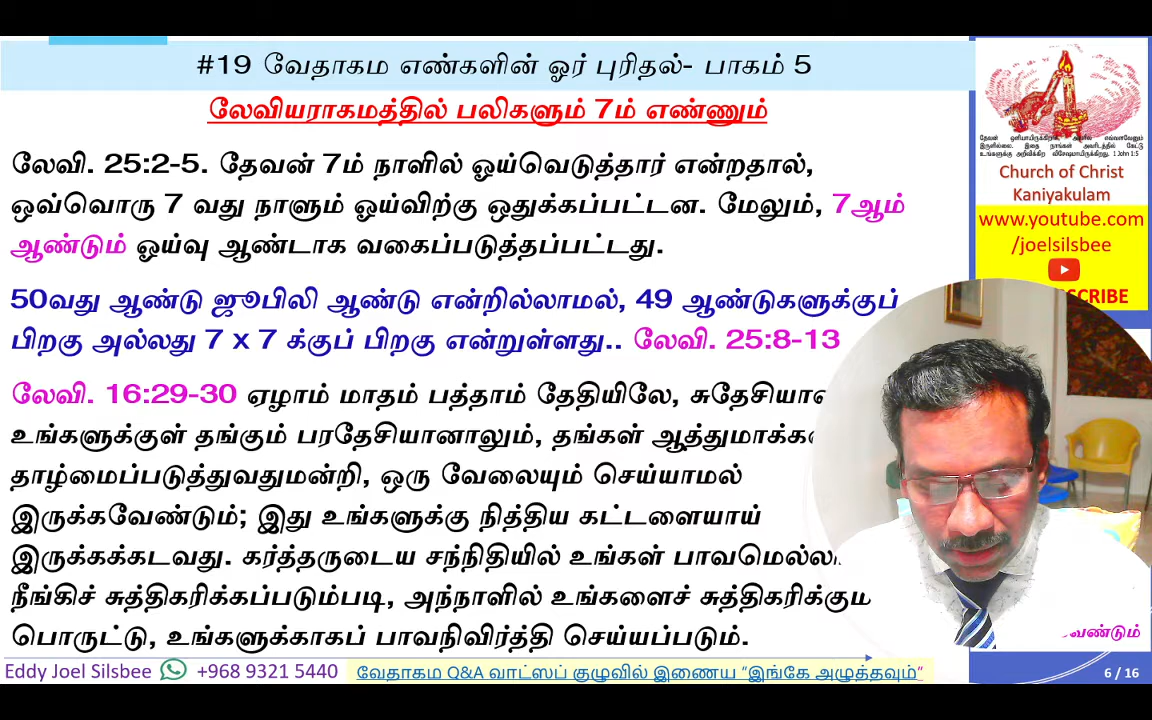 #19 வேதாகம எண்களின் ஓர் புரிதல்- பாகம் 5
லேவியராகமத்தில் பலிகளும் 7ம் எண்ணும்
லேவி. 25:2-5. தேவன் 7ம் நாளில் ஓய்வெடுத்தார் என்றதால்,
ஒவ்வொரு 7 வது நாளும் ஓய்விற்கு ஒதுக்கப்பட்டன. மேலும், 7ஆம்
ஆண்டும் ஓய்வு ஆண்டாக வகைப்படுத்தப்பட்டது.
50வது ஆண்டு ஜூபிலி ஆண்டு என்றில்லாமல், 49 ஆண்டுகளுக்குப்
பிறகு அல்லது 7 x 7 க்குப் பிறகு என்றுள்ளது.. லேவி. 25:8-13
லேவி. 16:29-30 ஏழாம் மாதம் பத்தாம் தேதியிலே,
உங்களுக்குள் தங்கும் பரதேசியானாலும், தங்கள்
தாழ்மைப்படுத்துவதுமன்றி, ஒரு வேலையும் செய்யாமல்
இருக்கவேண்டும்; இது உங்களுக்கு நித்திய கட்டளையாய்
இருக்கக்கடவது. கர்த்தருடைய சந்நிதியில் உங்கள்
நீங்கிச் சுத்திகரிக்கப்படும்படி, அந்நாளில் உங்களைச்
பொருட்டு, உங்களுக்காகப் பாவநிவிர்த்தி செய்யப்படும்.
Eddy Joel Silsbee +968 9321 5440 வேதாகம Q&A வாட்ஸப் குழுவில் இணைய "இங்கே அழுத்தவும்"
1 John 1:5
Church of Christ
Kaniyakulam
www.youtube.com
/joelsilsbee
6 / 16